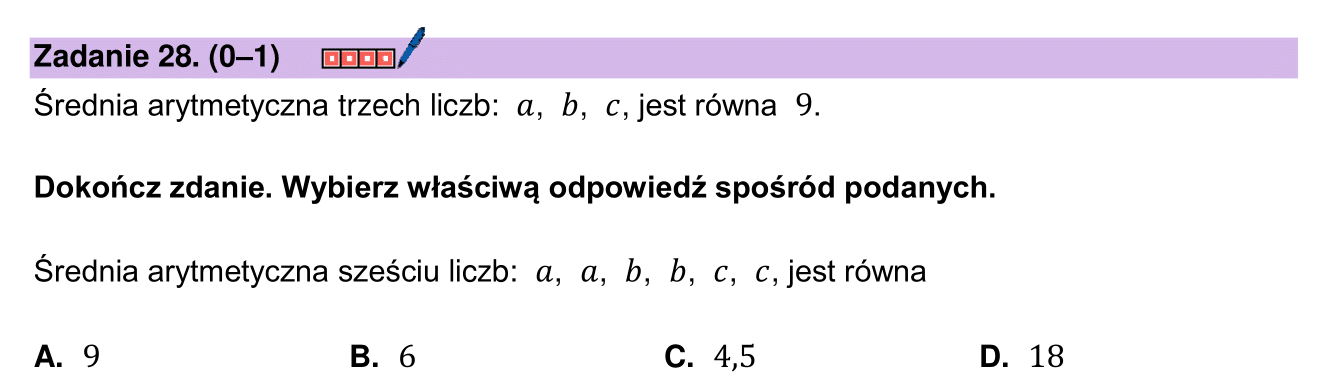 Zadanie 28. (0–1)
Średnia arytmetyczna trzech liczb: a, b, c, jest równa 9.
Dokończ zdanie. Wybierz właściwą odpowiedź spośród podanych.
Średnia arytmetyczna sześciu liczb: a, a, b, b, c, c, jest równa
A. 9 B. 6 C. 4,5 D. 18